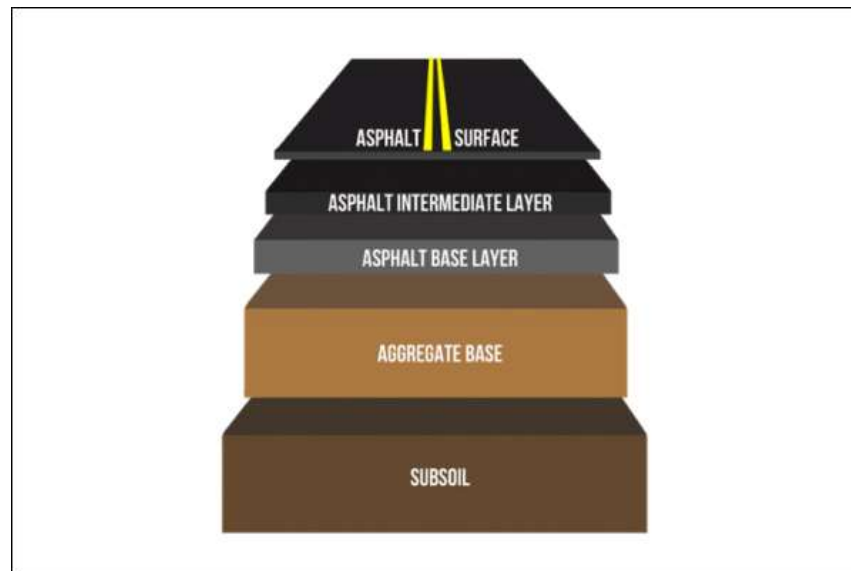 ASPHALT SURFACE
ASPHALT INTERMEDIATE LAYER
ASPHALT BASE LAYER
AGGREGATE BASE
SUBSOIL